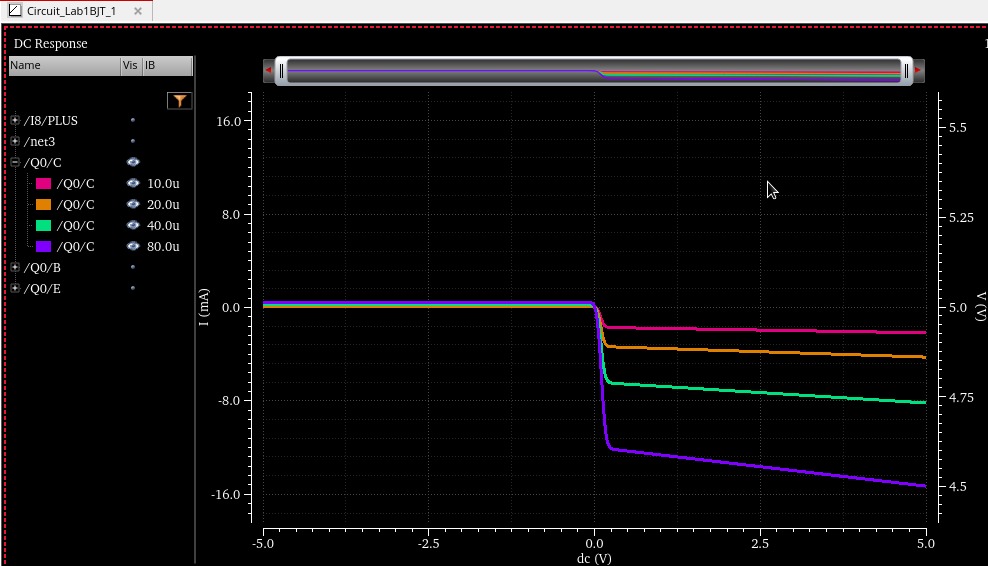 Circuit_Lab1BJT_1
DC Response
Name Vis IB
/I8/PLUS
/net3
/Q0/C
/Q0/C 10.0u
/Q0/C 20.0u
/Q0/C 40.0u
/Q0/C 80.0u
/Q0/B
/Q0/E
I (mA)
16.0
8.0
0.0
-8.0
-16.0
-5.0 -2.5 0.0 2.5 5.0
dc (V)
5.5
5.25
5.0
4.75
4.5
V (V)